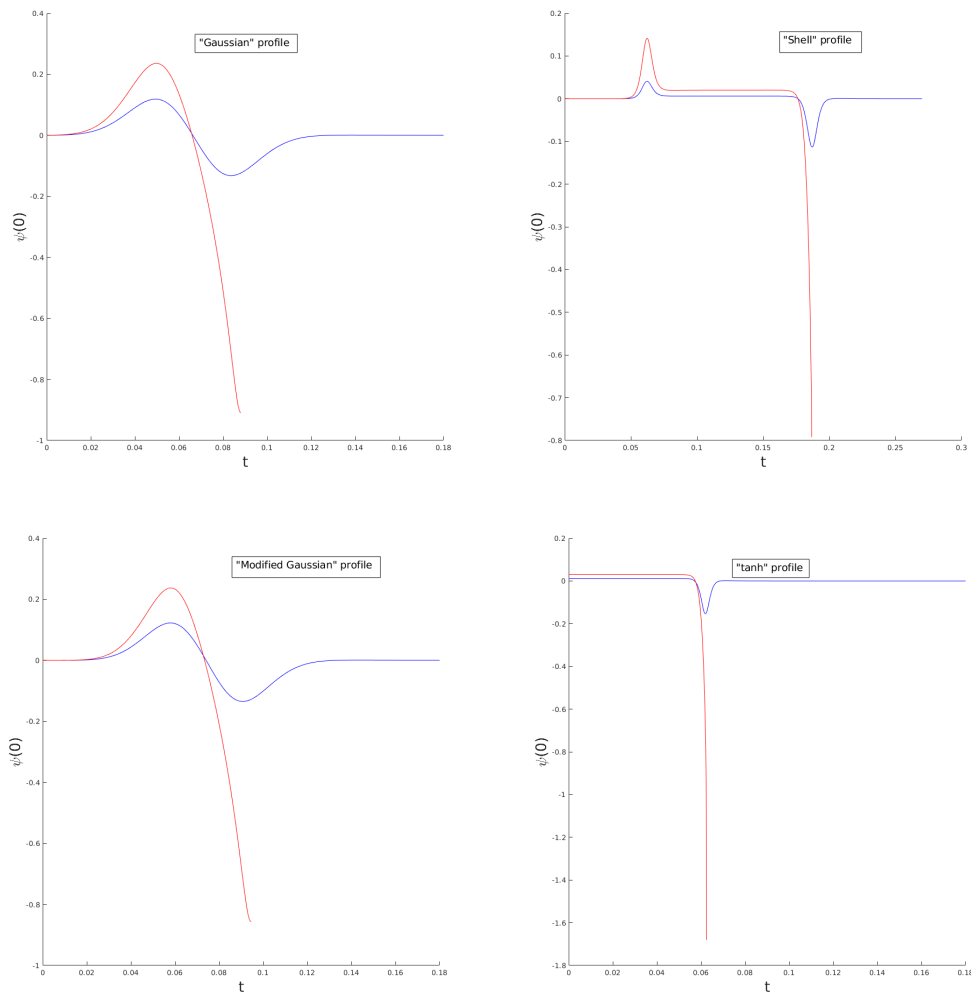 0.4
"Gaussian" profile
0.2
0
-0.2
ψ(0)
-0.4
-0.6
-0.8
-1
0 0.02 0.04 0.06 0.08 0.1 0.12 0.14 0.16 0.18
t
0.2
"Shell" profile
0.1
0
-0.1
-0.2
ψ(0)
-0.3
-0.4
-0.5
-0.6
-0.7
-0.8
0 0.05 0.1 0.15 0.2 0.25 0.3
t
0.4
"Modified Gaussian" profile
0.2
0
-0.2
ψ(0)
-0.4
-0.6
-0.8
-1
0 0.02 0.04 0.06 0.08 0.1 0.12 0.14 0.16 0.18
t
0.2
"tanh" profile
0
-0.2
-0.4
-0.6
ψ(0)
-0.8
-1
-1.2
-1.4
-1.6
-1.8
0 0.02 0.04 0.06 0.08 0.1 0.12 0.14 0.16 0.18
t